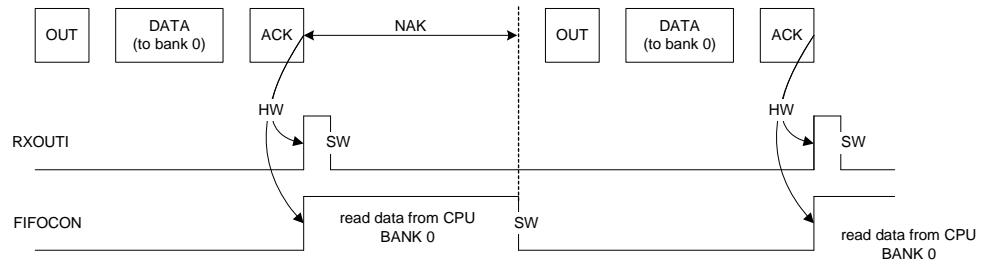 OUT
DATA
(to bank 0)
ACK
NAK
OUT
DATA
(to bank 0)
ACK
HW
HW
RXOUTI
SW
SW
FIFOCON
read data from CPU
BANK 0
SW
read data from CPU
BANK 0